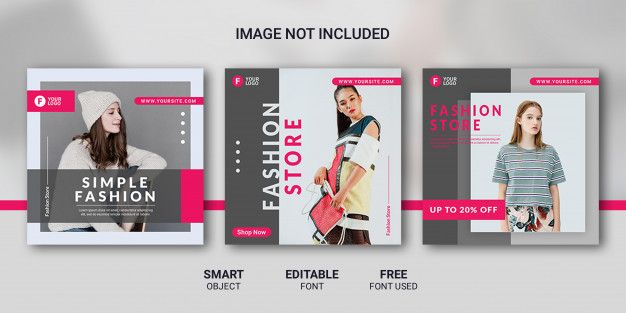 IMAGE NOT INCLUDED
F
YOUR
LOGO
WWW.YOURSITE.COM
SIMPLE
FASHION
Fashion Store
F
YOUR
LOGO
WWW.YOURSITE.COM
FASHION
STORE
Shop Now
Fashion Store
F
YOUR
LOGO
WWW.YOURSITE.COM
FASHION
STORE
UP TO 20% OFF
SMART
OBJECT
EDITABLE
FONT
FREE
FONT USED